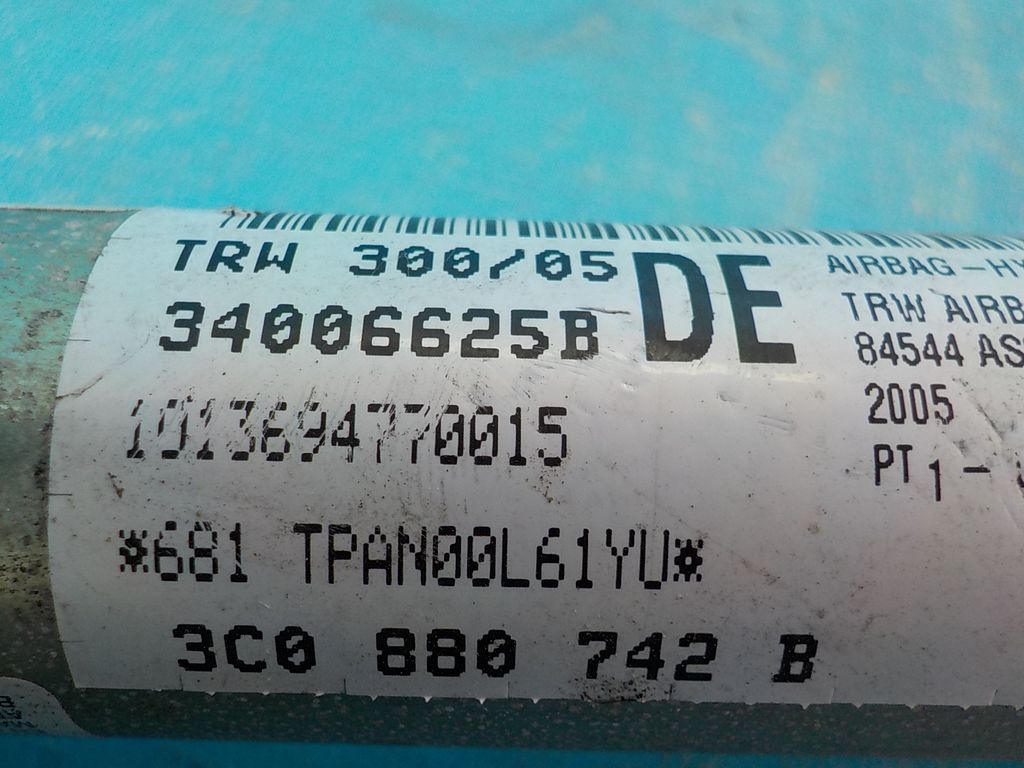 TRW 300/05
34006625B
DE
1013694770015
*681 TPAN00L61YU*
3C0 880 742 B
AIRBAG-HY
TRW AIRB
84544 AS
2005
PT 1 -